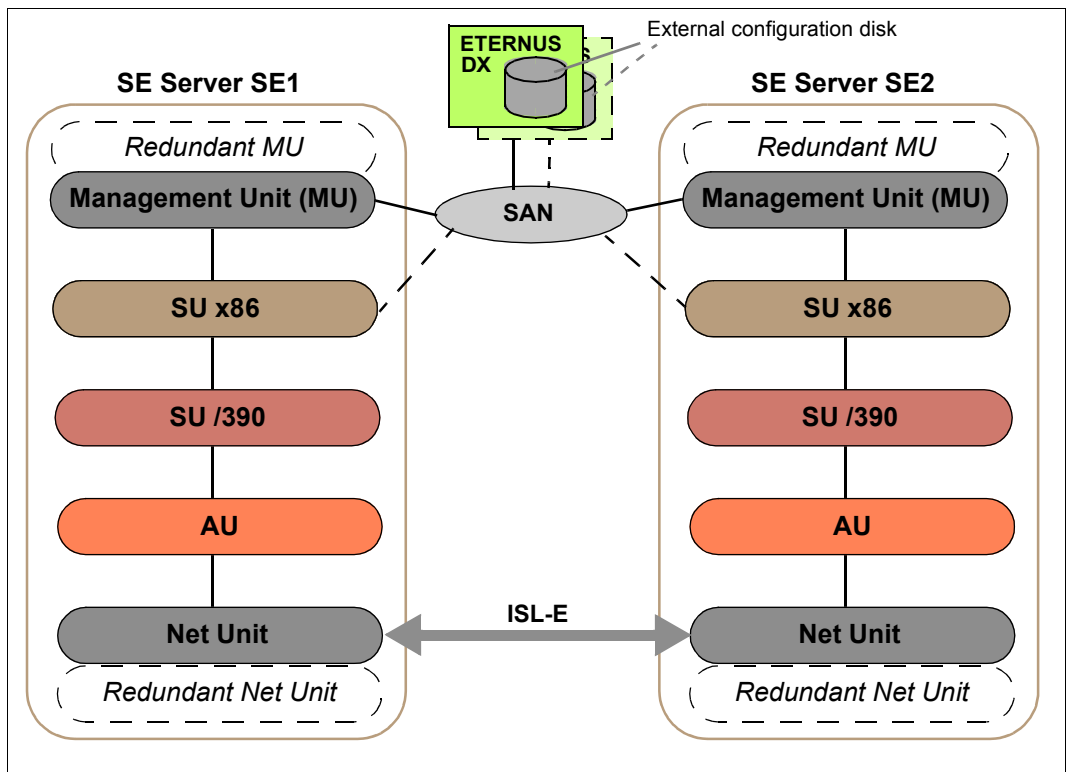 External configuration disk
ETERNUS
DX
S
SE Server SE1
SE Server SE2
Redundant MU
Redundant MU
Management Unit (MU)
Management Unit (MU)
SAN
SU x86
SU x86
SU /390
SU /390
AU
AU
ISL-E
Net Unit
Net Unit
Redundant Net Unit
Redundant Net Unit